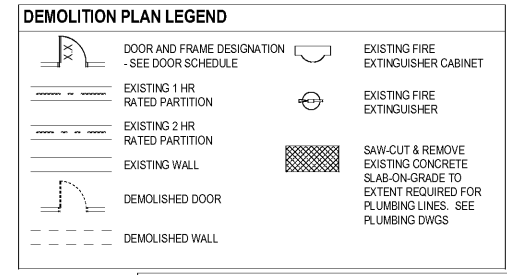 DEMOLITION PLAN LEGEND
XX
DOOR AND FRAME DESIGNATION
- SEE DOOR SCHEDULE
EXISTING 1 HR
RATED PARTITION
EXISTING 2 HR
RATED PARTITION
EXISTING WALL
DEMOLISHED DOOR
DEMOLISHED WALL
EXISTING FIRE
EXTINGUISHER CABINET
EXISTING FIRE
EXTINGUISHER
SAW-CUT & REMOVE
EXISTING CONCRETE
SLAB-ON-GRADE TO
EXTENT REQUIRED FOR
PLUMBING LINES. SEE
PLUMBING DWGS